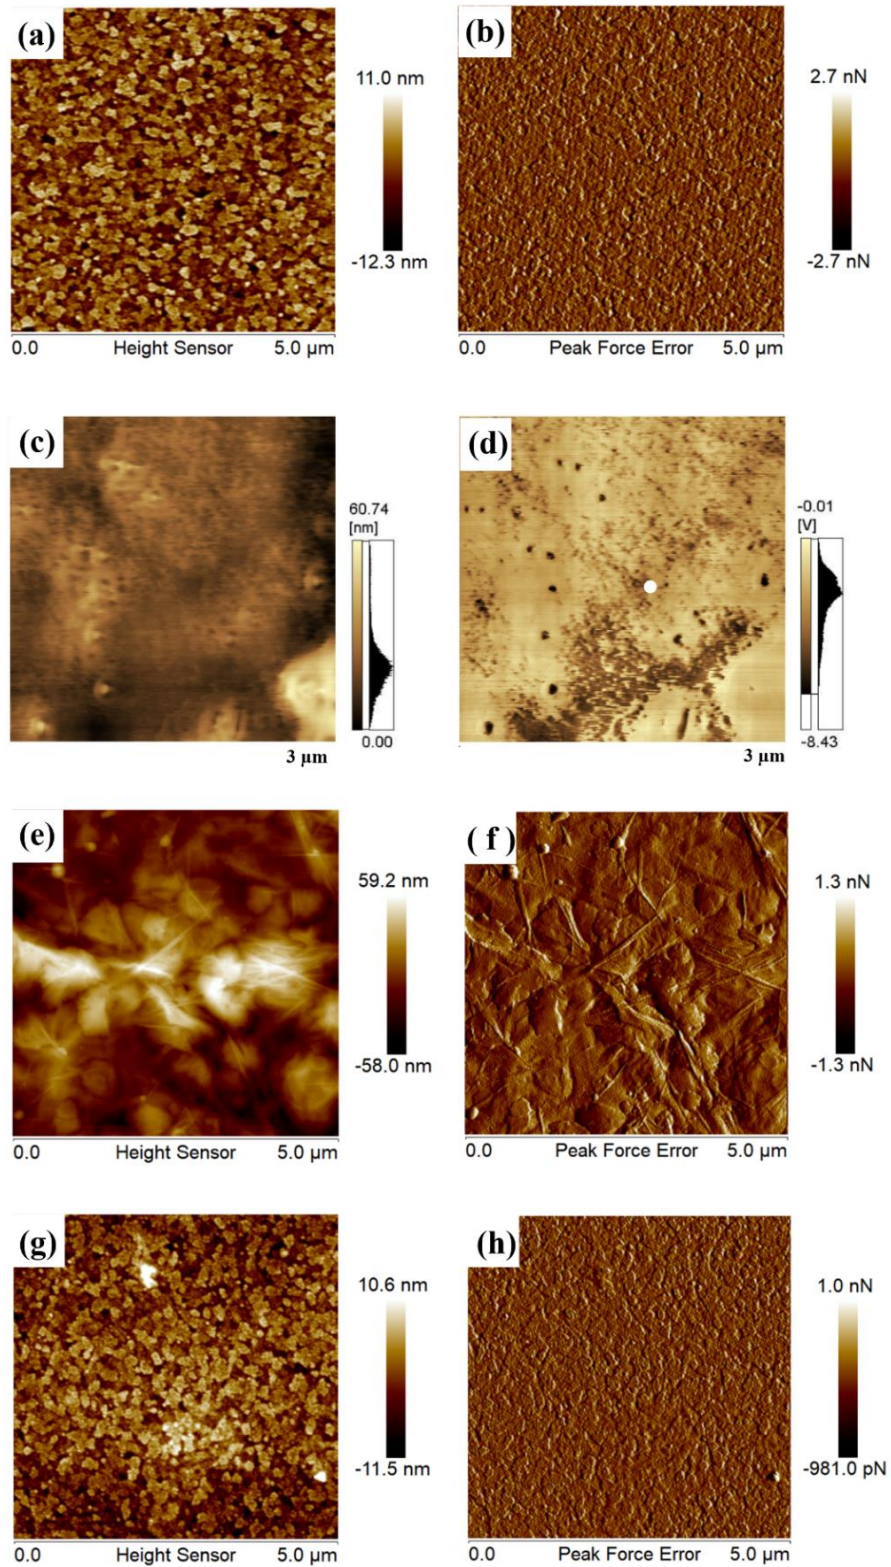 (a)
11.0 nm
-12.3 nm
0.0 Height Sensor 5.0 µm
(b)
2.7 nN
-2.7 nN
0.0 Peak Force Error 5.0 µm
(c)
60.74
[nm]
0.00
3 µm
(d)
-0.01
[V]
-8.43
3 µm
(e)
59.2 nm
-58.0 nm
0.0 Height Sensor 5.0 µm
( f )
1.3 nN
-1.3 nN
0.0 Peak Force Error 5.0 µm
(g)
10.6 nm
-11.5 nm
0.0 Height Sensor 5.0 µm
(h)
1.0 nN
-981.0 pN
0.0 Peak Force Error 5.0 µm